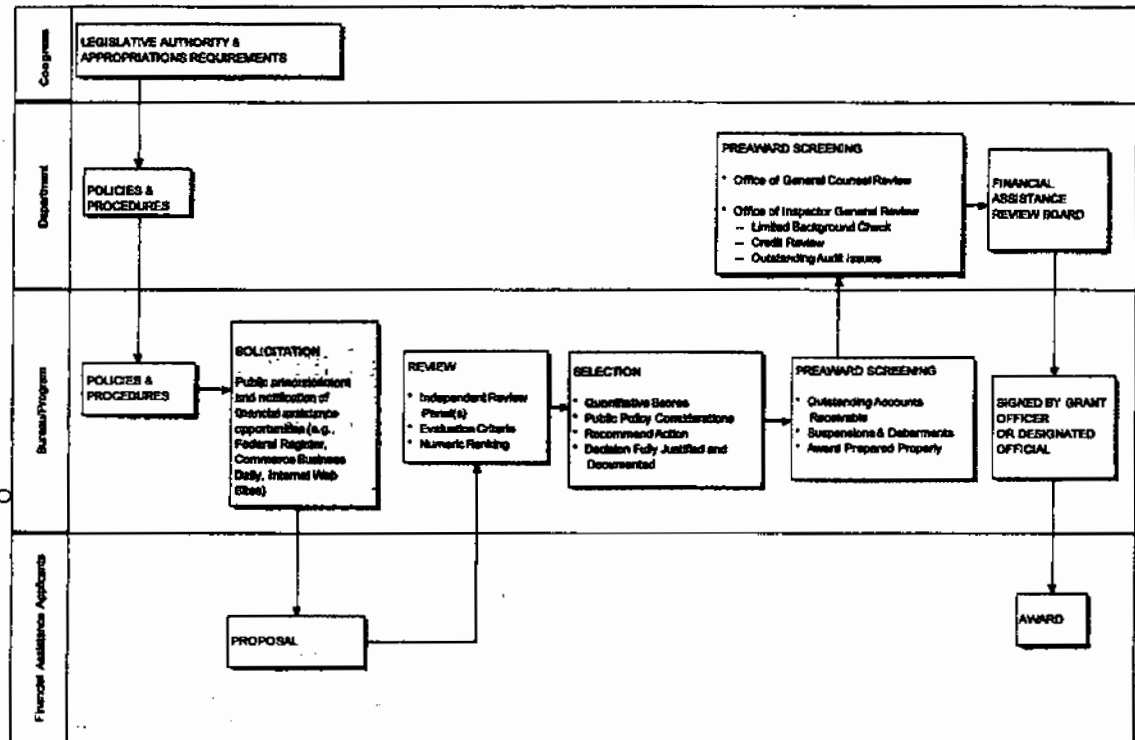 Congress
LEGISLATIVE AUTHORITY &
APPROPRIATIONS REQUIREMENTS
Department
POLICIES &
PROCEDURES
PREAWARD SCREENING
* Office of General Counsel Review
* Office of Inspector General Review
– Limited Background Check
– Credit Review
– Outstanding Audit Issues
FINANCIAL
ASSISTANCE
REVIEW BOARD
Bureau/Program
POLICIES &
PROCEDURES
SOLICITATION
Public announcement
and notification of
financial assistance
opportunities (e.g.,
Federal Register,
Commerce Business
Daily, Internet Web
Sites)
REVIEW
* Independent Review
Panel(s)
* Evaluation Criteria
* Numeric Ranking
SELECTION
* Quantitative Scores
* Public Policy Considerations
* Recommend Action
* Decision Fully Justified and
Documented
PREAWARD SCREENING
* Outstanding Accounts
Receivable
* Suspensions & Debarments
* Award Prepared Properly
SIGNED BY GRANT
OFFICER
OR DESIGNATED
OFFICIAL
Financial Assistance Applicants
PROPOSAL
AWARD